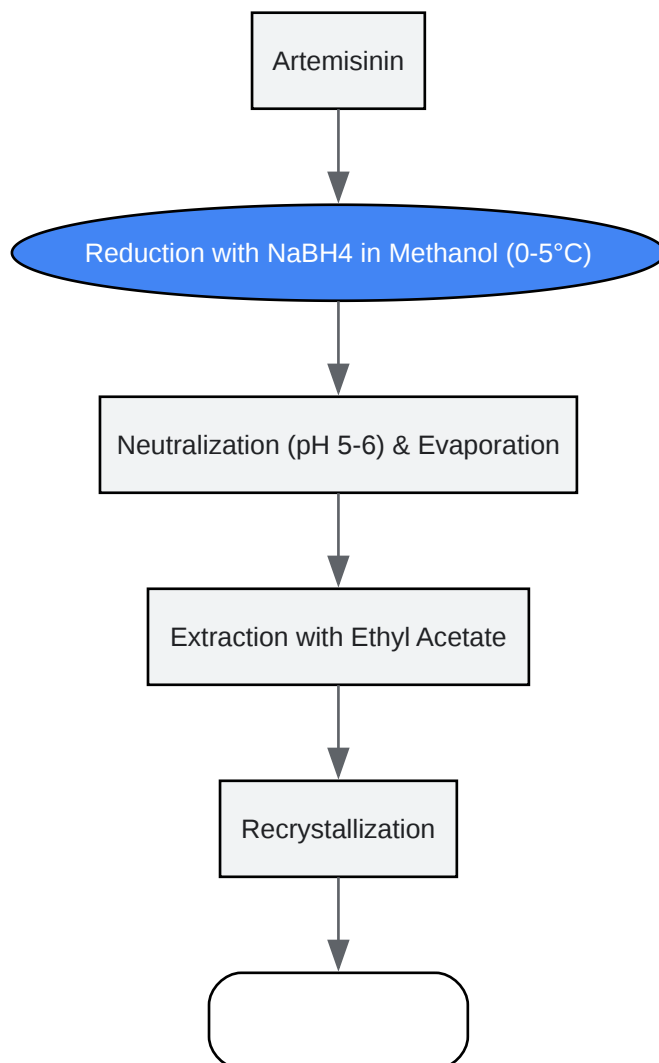 Artemisinin
Reduction with NaBH4 in Methanol (0-5°C)
Neutralization (pH 5-6) & Evaporation
Extraction with Ethyl Acetate
Recrystallization